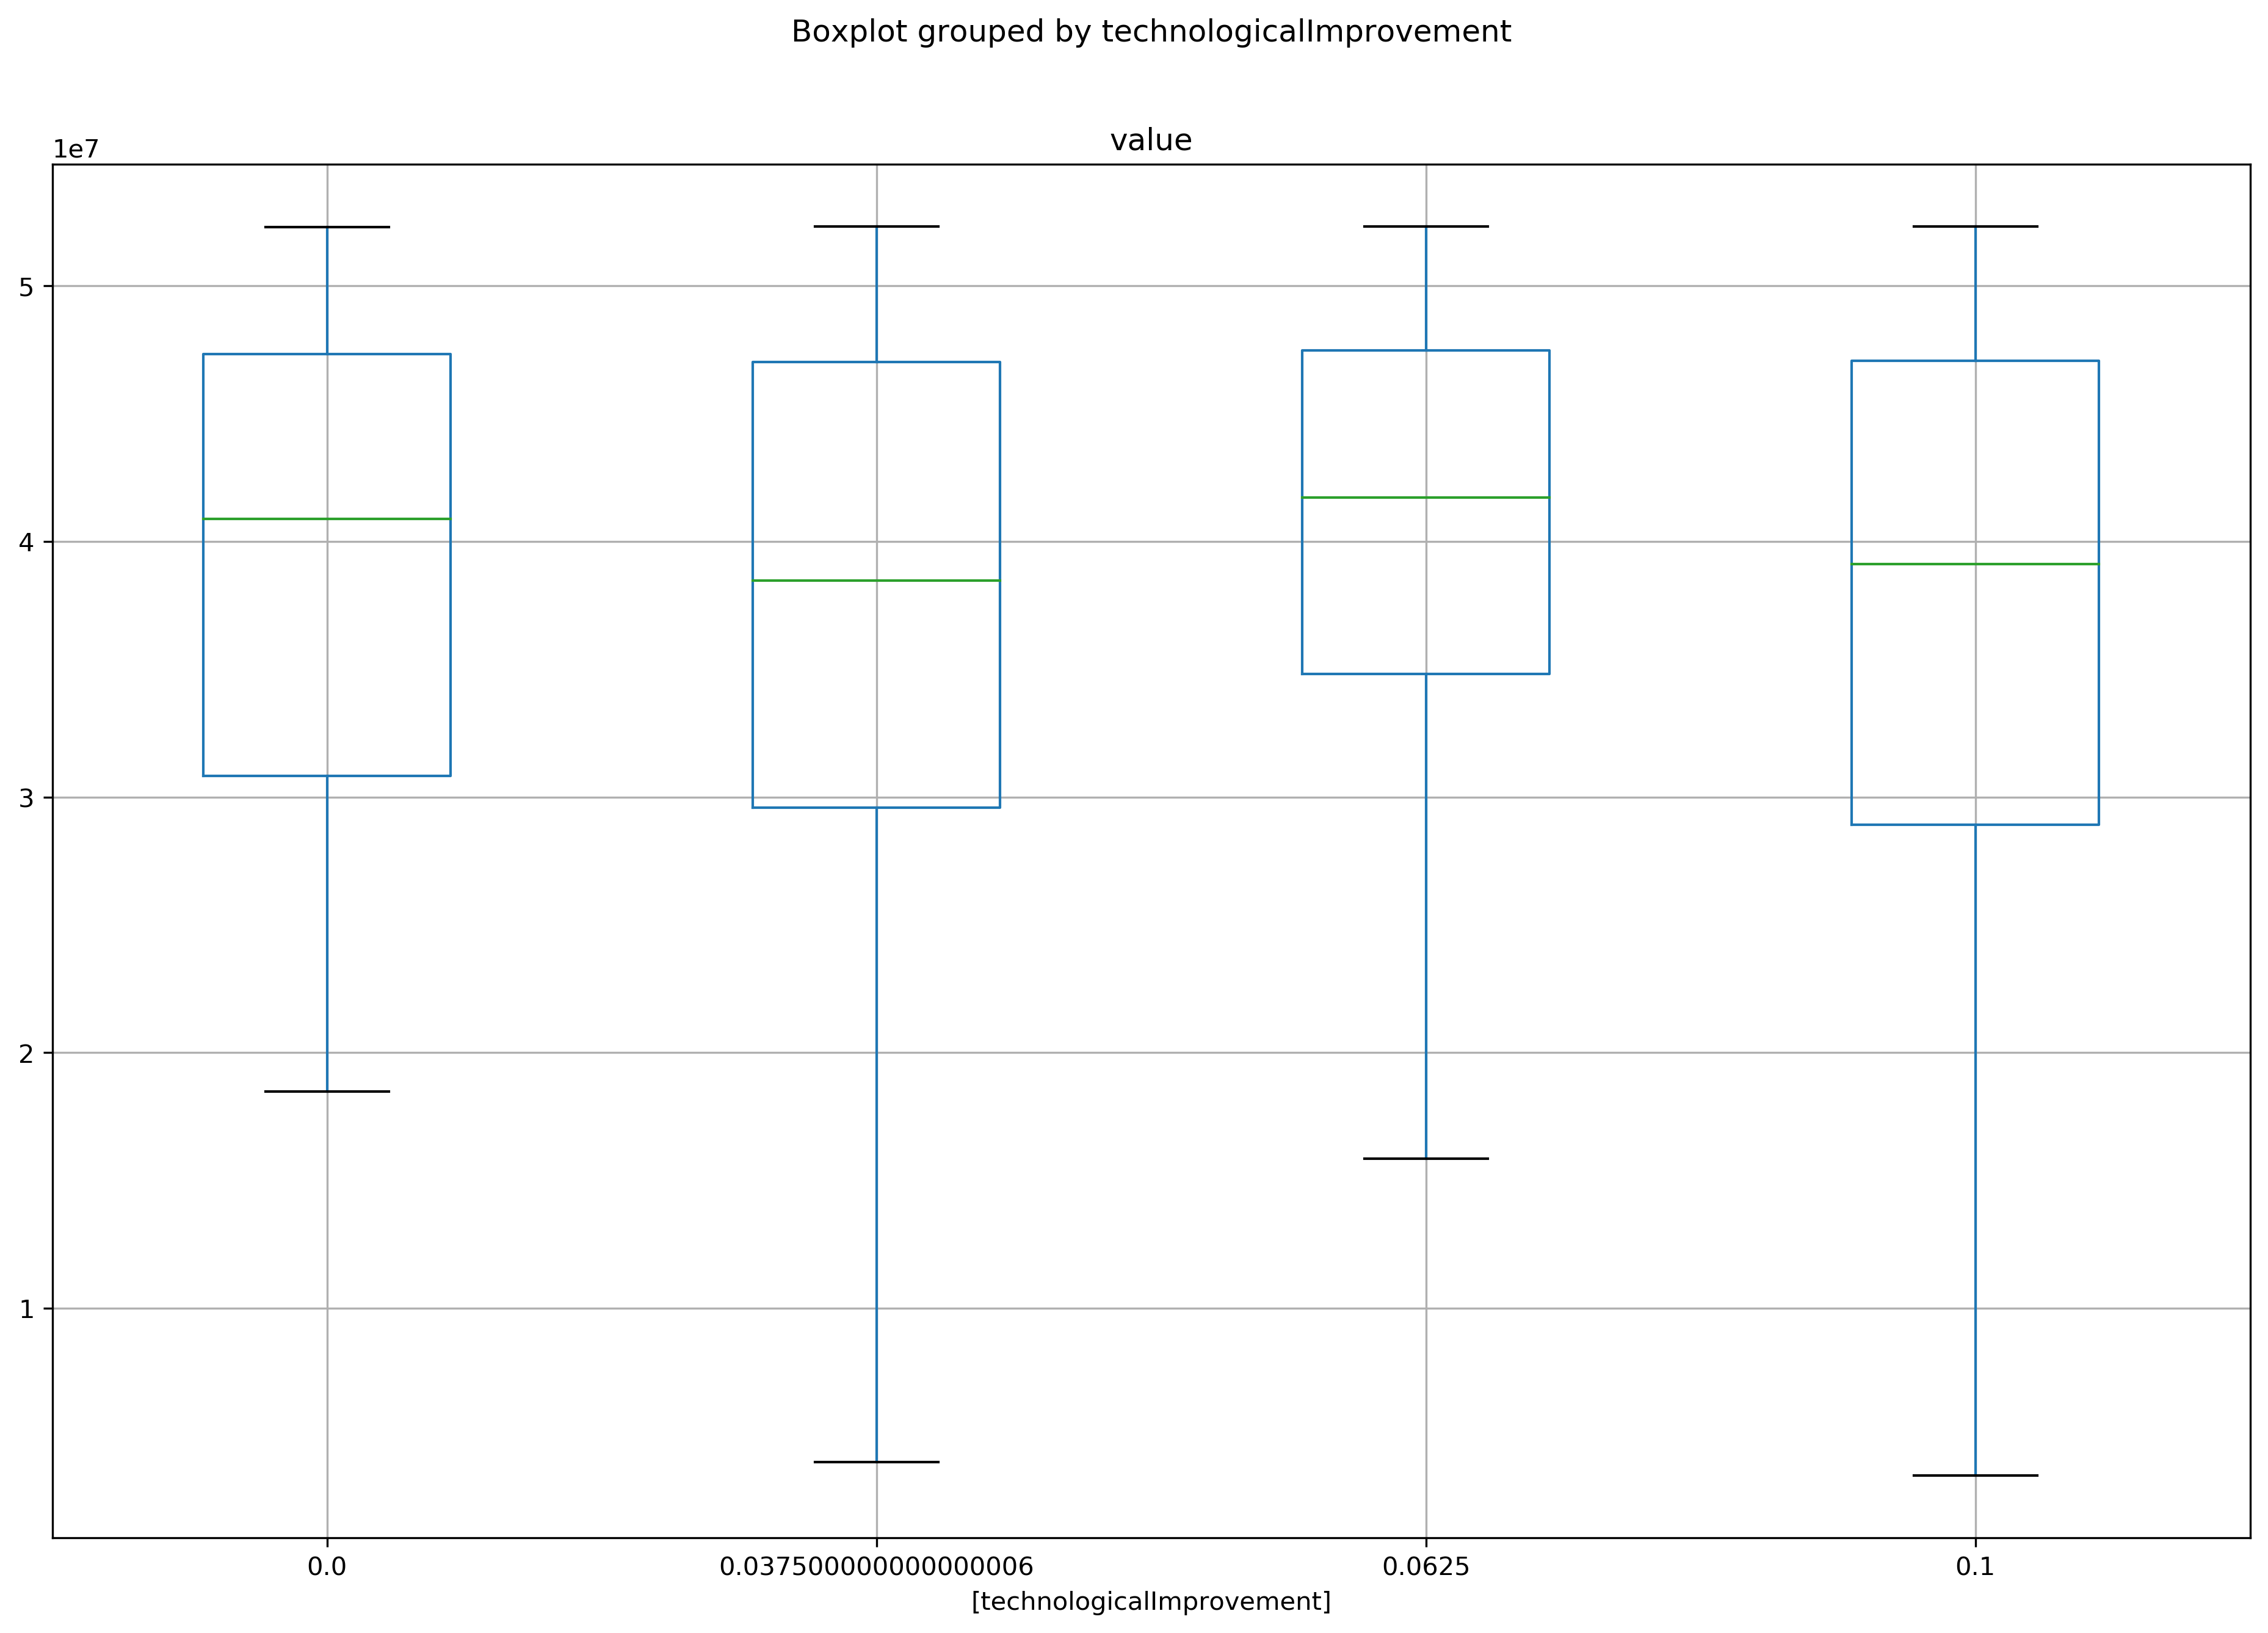 Boxplot grouped by technologicalImprovement
value
1e7
5
4
3
2
1
0.0 0.037500000000000006 0.0625 0.1
[technologicalImprovement]